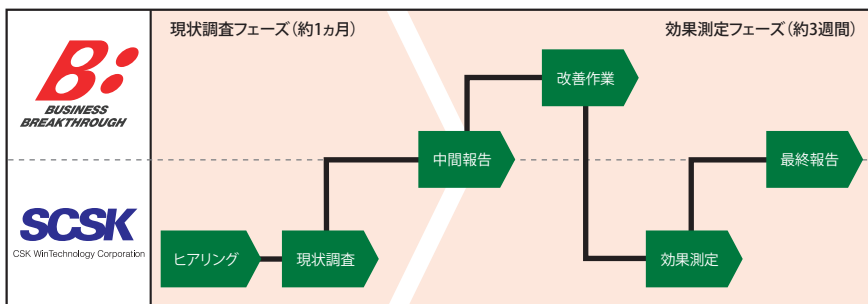 現状調査フェーズ（約1ヵ月）
効果測定フェーズ（約3週間）
B:
BUSINESS
BREAKTHROUGH
改善作業
中間報告
最終報告
SCSK
CSK WinTechnology Corporation
ヒアリング
現状調査
効果測定